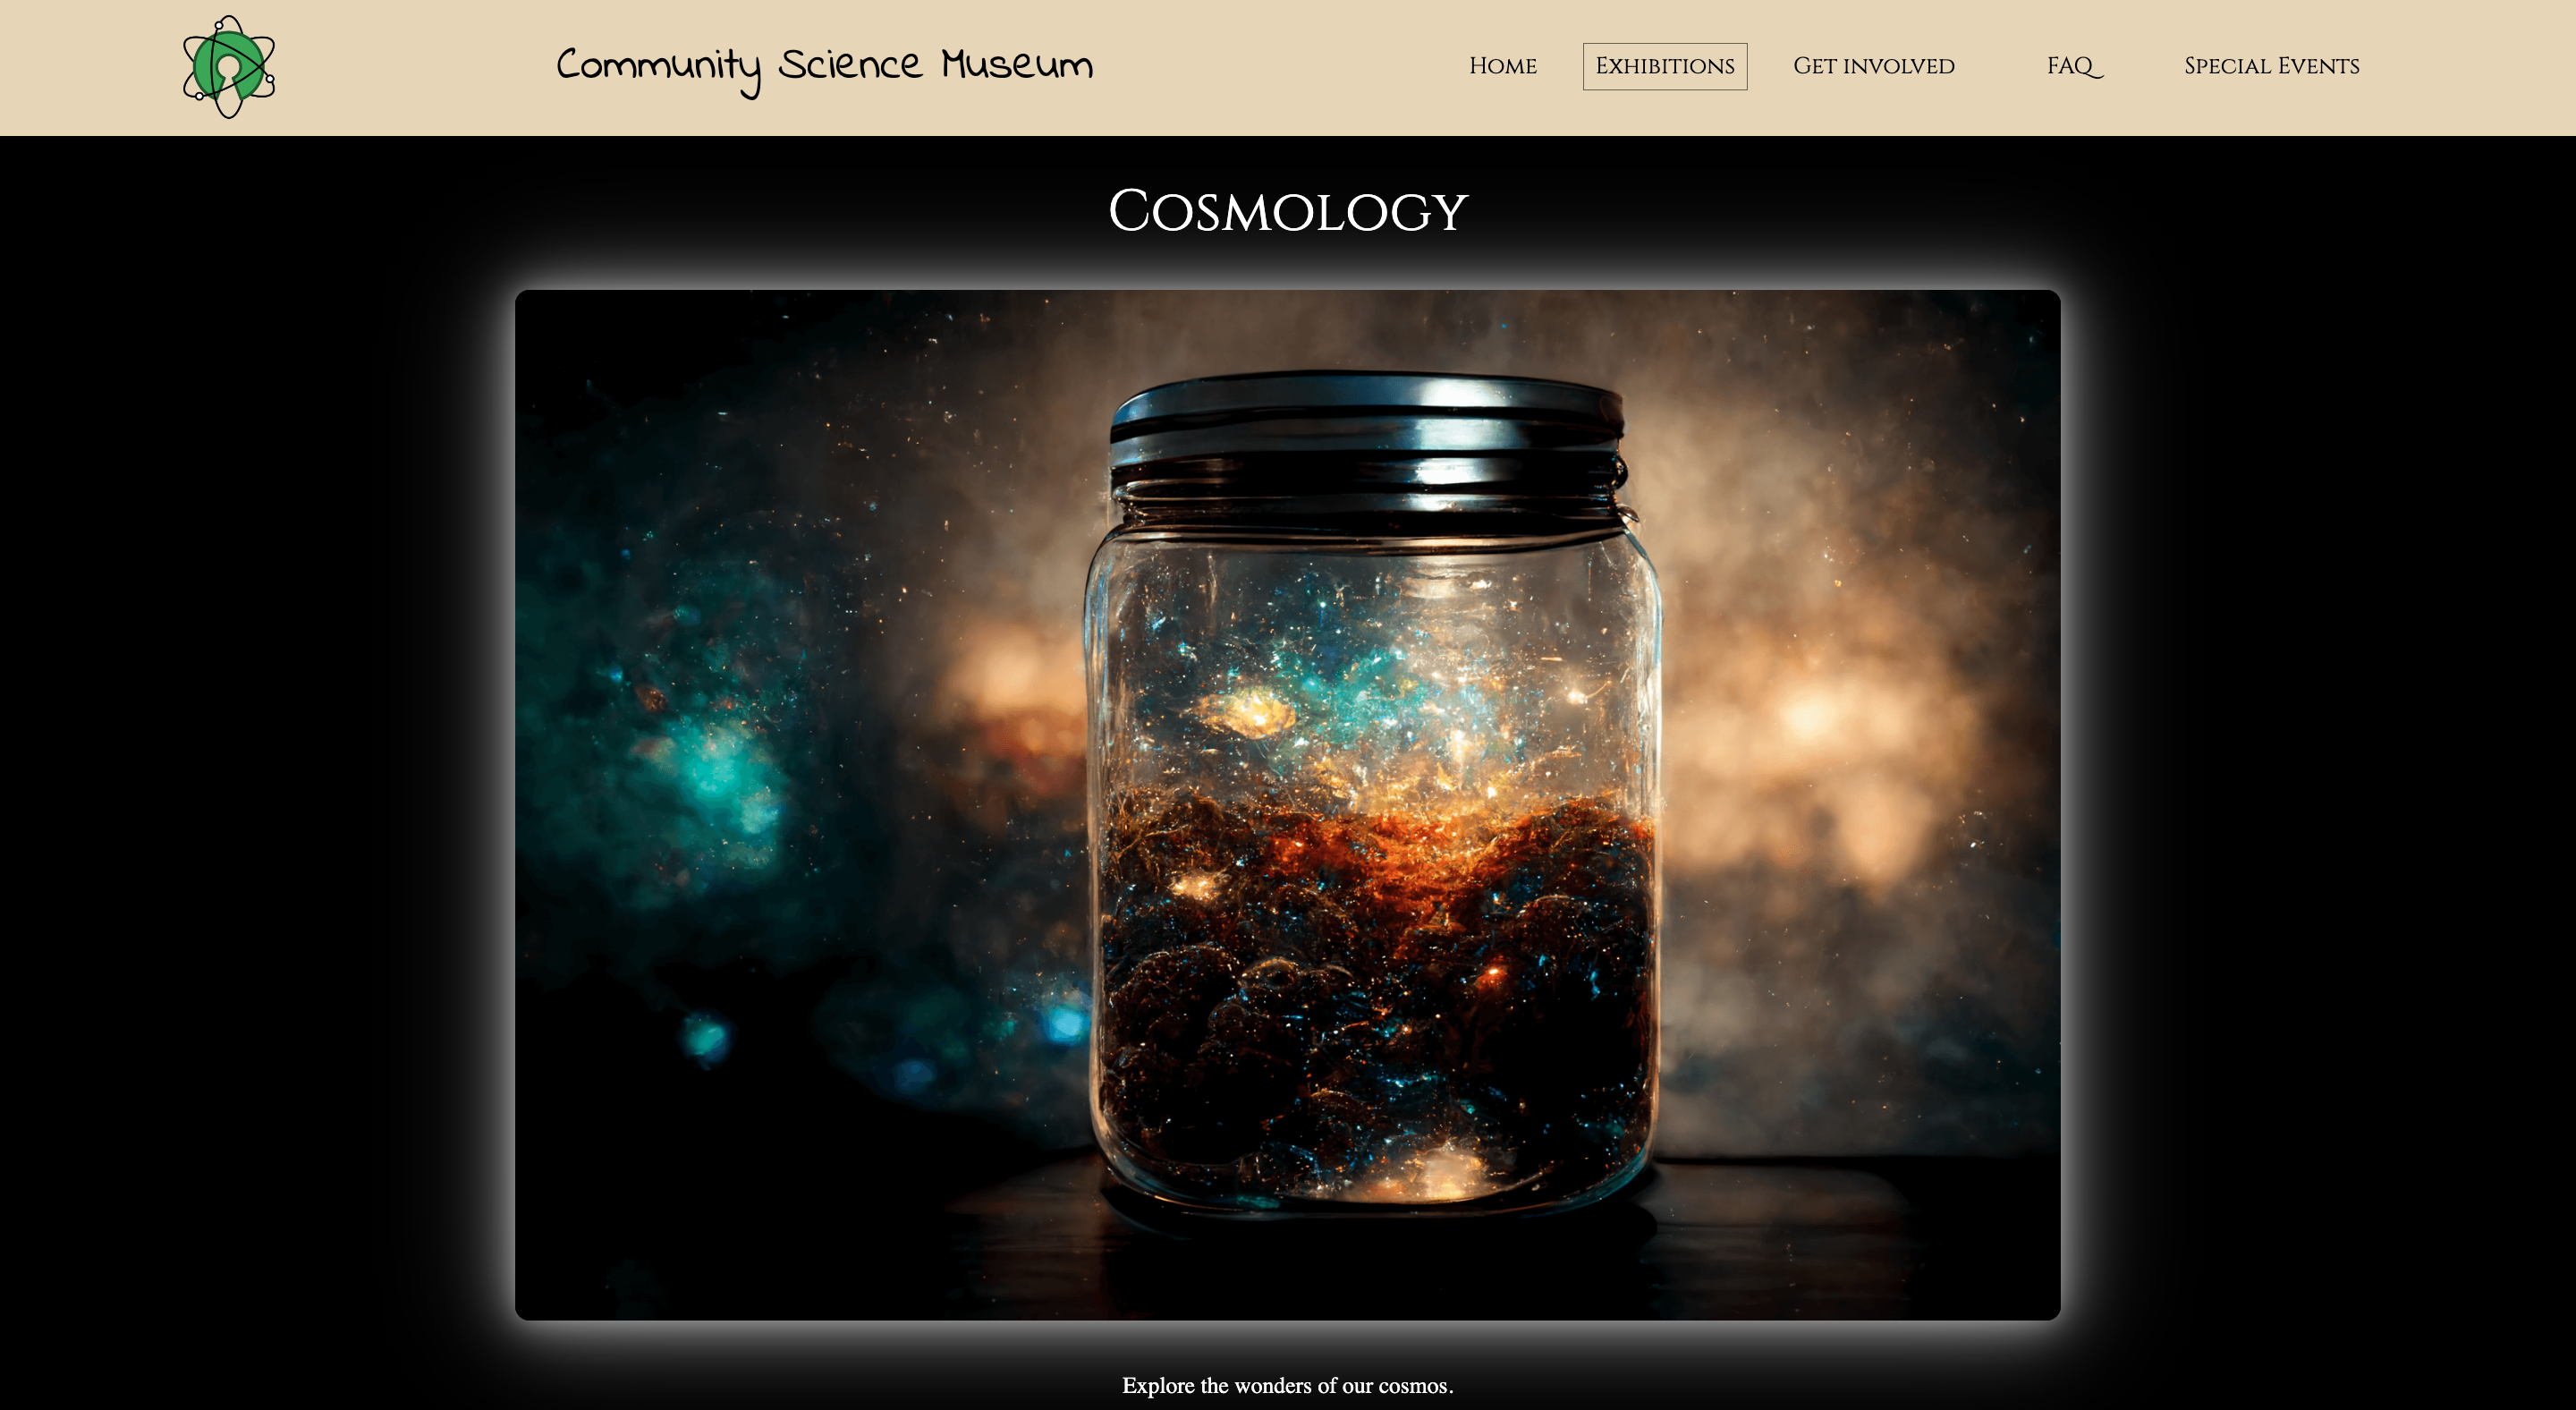 Community Science Museum
Home Exhibitions Get involved FAQ Special Events
Cosmology
Explore the wonders of our cosmos.